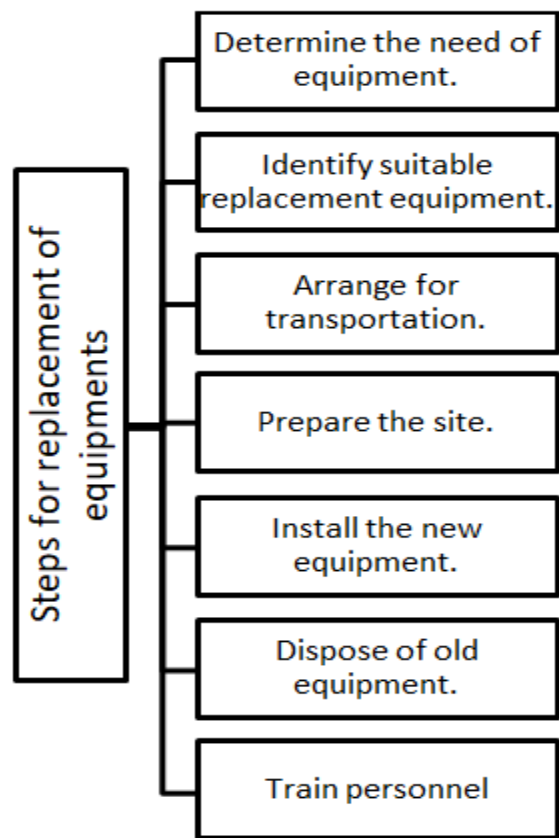 Steps for replacement of
equipments
Determine the need of
equipment.
Identify suitable
replacement equipment.
Arrange for
transportation.
Prepare the site.
Install the new
equipment.
Dispose of old
equipment.
Train personnel